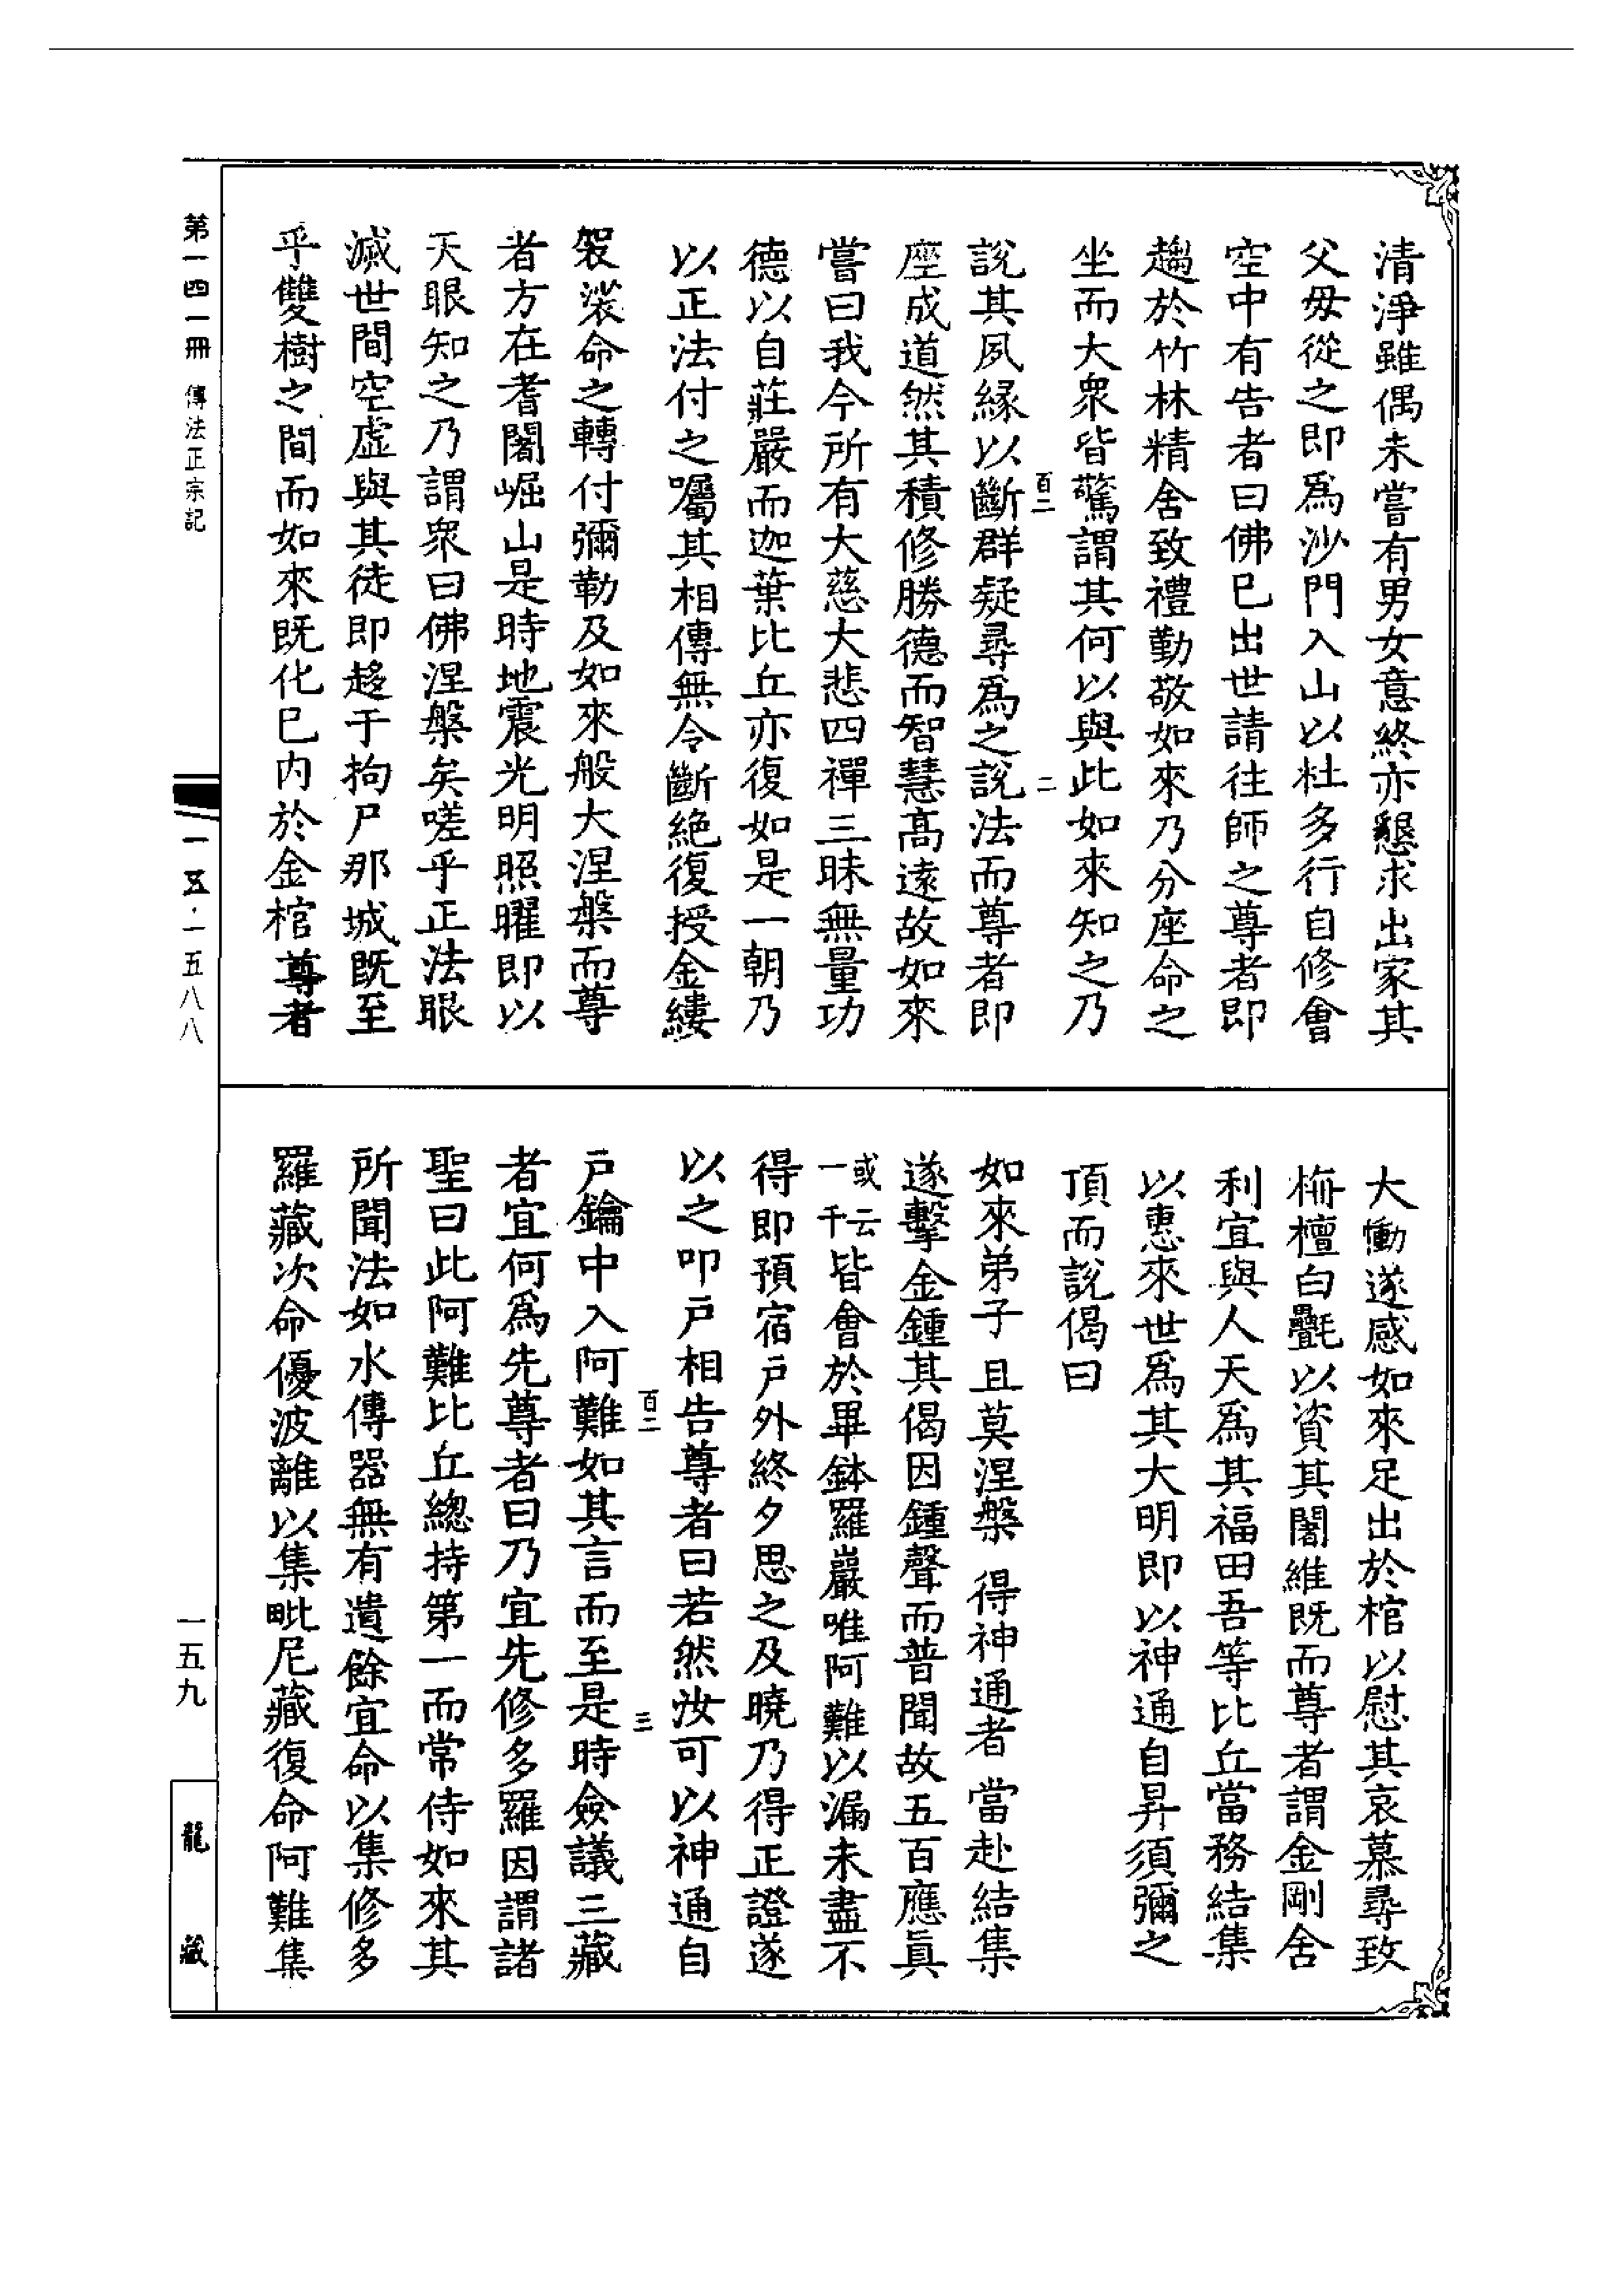 清淨雖偶未嘗有男女意終亦懇求出家其
父毋從之即為沙門入山以杜多行自修會
空中有告者曰佛巳出世請往師之尊者即
趨於竹林精舍致禮勤敬如來乃分座命之
坐而大衆皆驚謂其何以與此如來知之乃
百二
二
說其夙緣以斷群疑尋為之說法而尊者即
座成道然其積修勝德而智慧高遠故如來
嘗曰我今所有大慈大悲四禪三昧無量功
德以自莊嚴而迦葉比丘亦復如是一朝乃
以正法付之囑其相傳無令斷絕復授金縷
袈裟命之轉付彌勒及如來般大涅槃而尊
者方在耆闍崛山是時地震光明照曜即以
天眼知之乃謂衆曰佛涅槃矣嗟乎正法眼
滅世間空虛與其徒即趍于拘尸那城既至
乎雙樹之間而如來既化巳內於金棺尊者
大慟遂感如來足出於棺以慰其哀慕尋致
栴檀白㲲以資其闍維既而尊者謂金剛舍
利宜與人天為其福田吾等比丘當務結集
以惠來世為其大明即以神通自昇須彌之
頂而說偈曰
如來弟子 且莫涅槃 得神通者 當赴結集
遂擊金鍾其偈因鍾聲而普聞故五百應眞
或云一千皆會於畢鉢羅巖唯阿難以漏未盡不
得即預宿戶外終夕思之及曉乃得正證遂
以之叩戶相告尊者曰若然汝可以神通自
百二
三
戶鑰中入阿難如其言而至是時僉議三藏
者宜何為先尊者曰乃宜先修多羅因謂諸
聖曰此阿難比丘總持第一而常侍如來其
所聞法如水傳器無有遺餘宜命以集修多
羅藏次命優波離以集毗尼藏復命阿難集
第一四一冊 傳法正宗記
一五·一五八八
一五九
龍藏